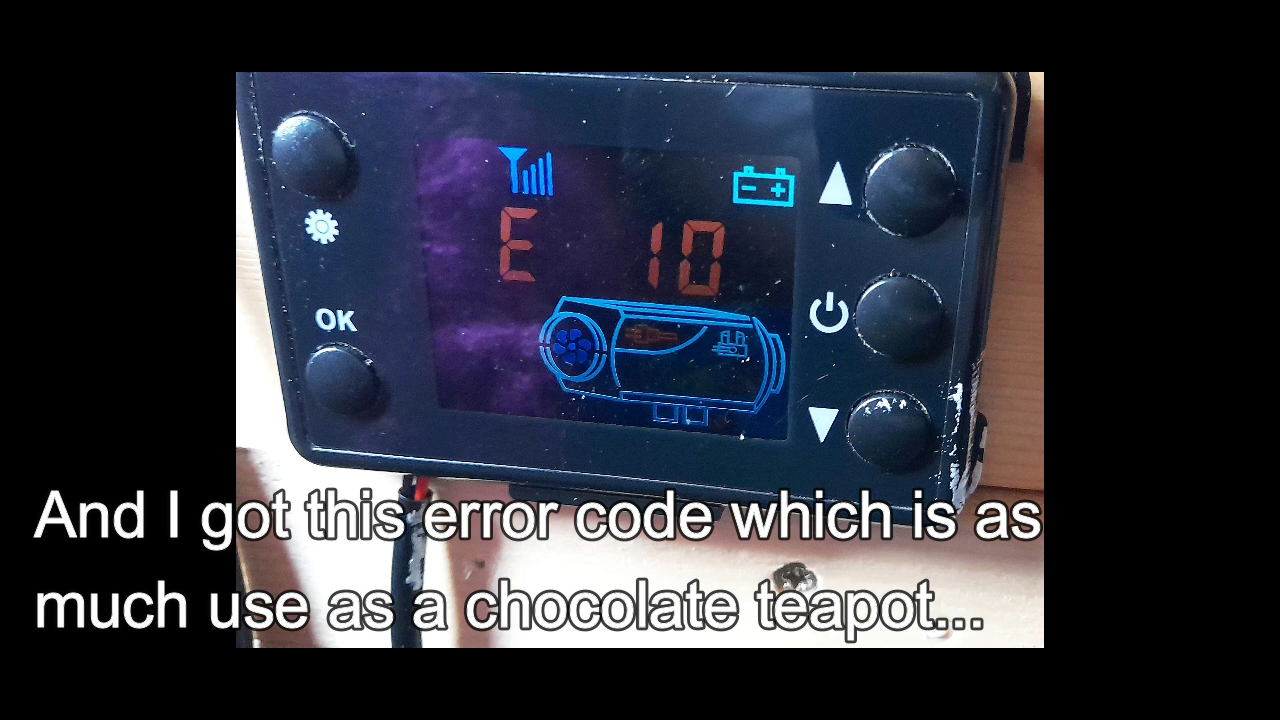 E 10
OK
And I got this error code which is as
much use as a chocolate teapot...